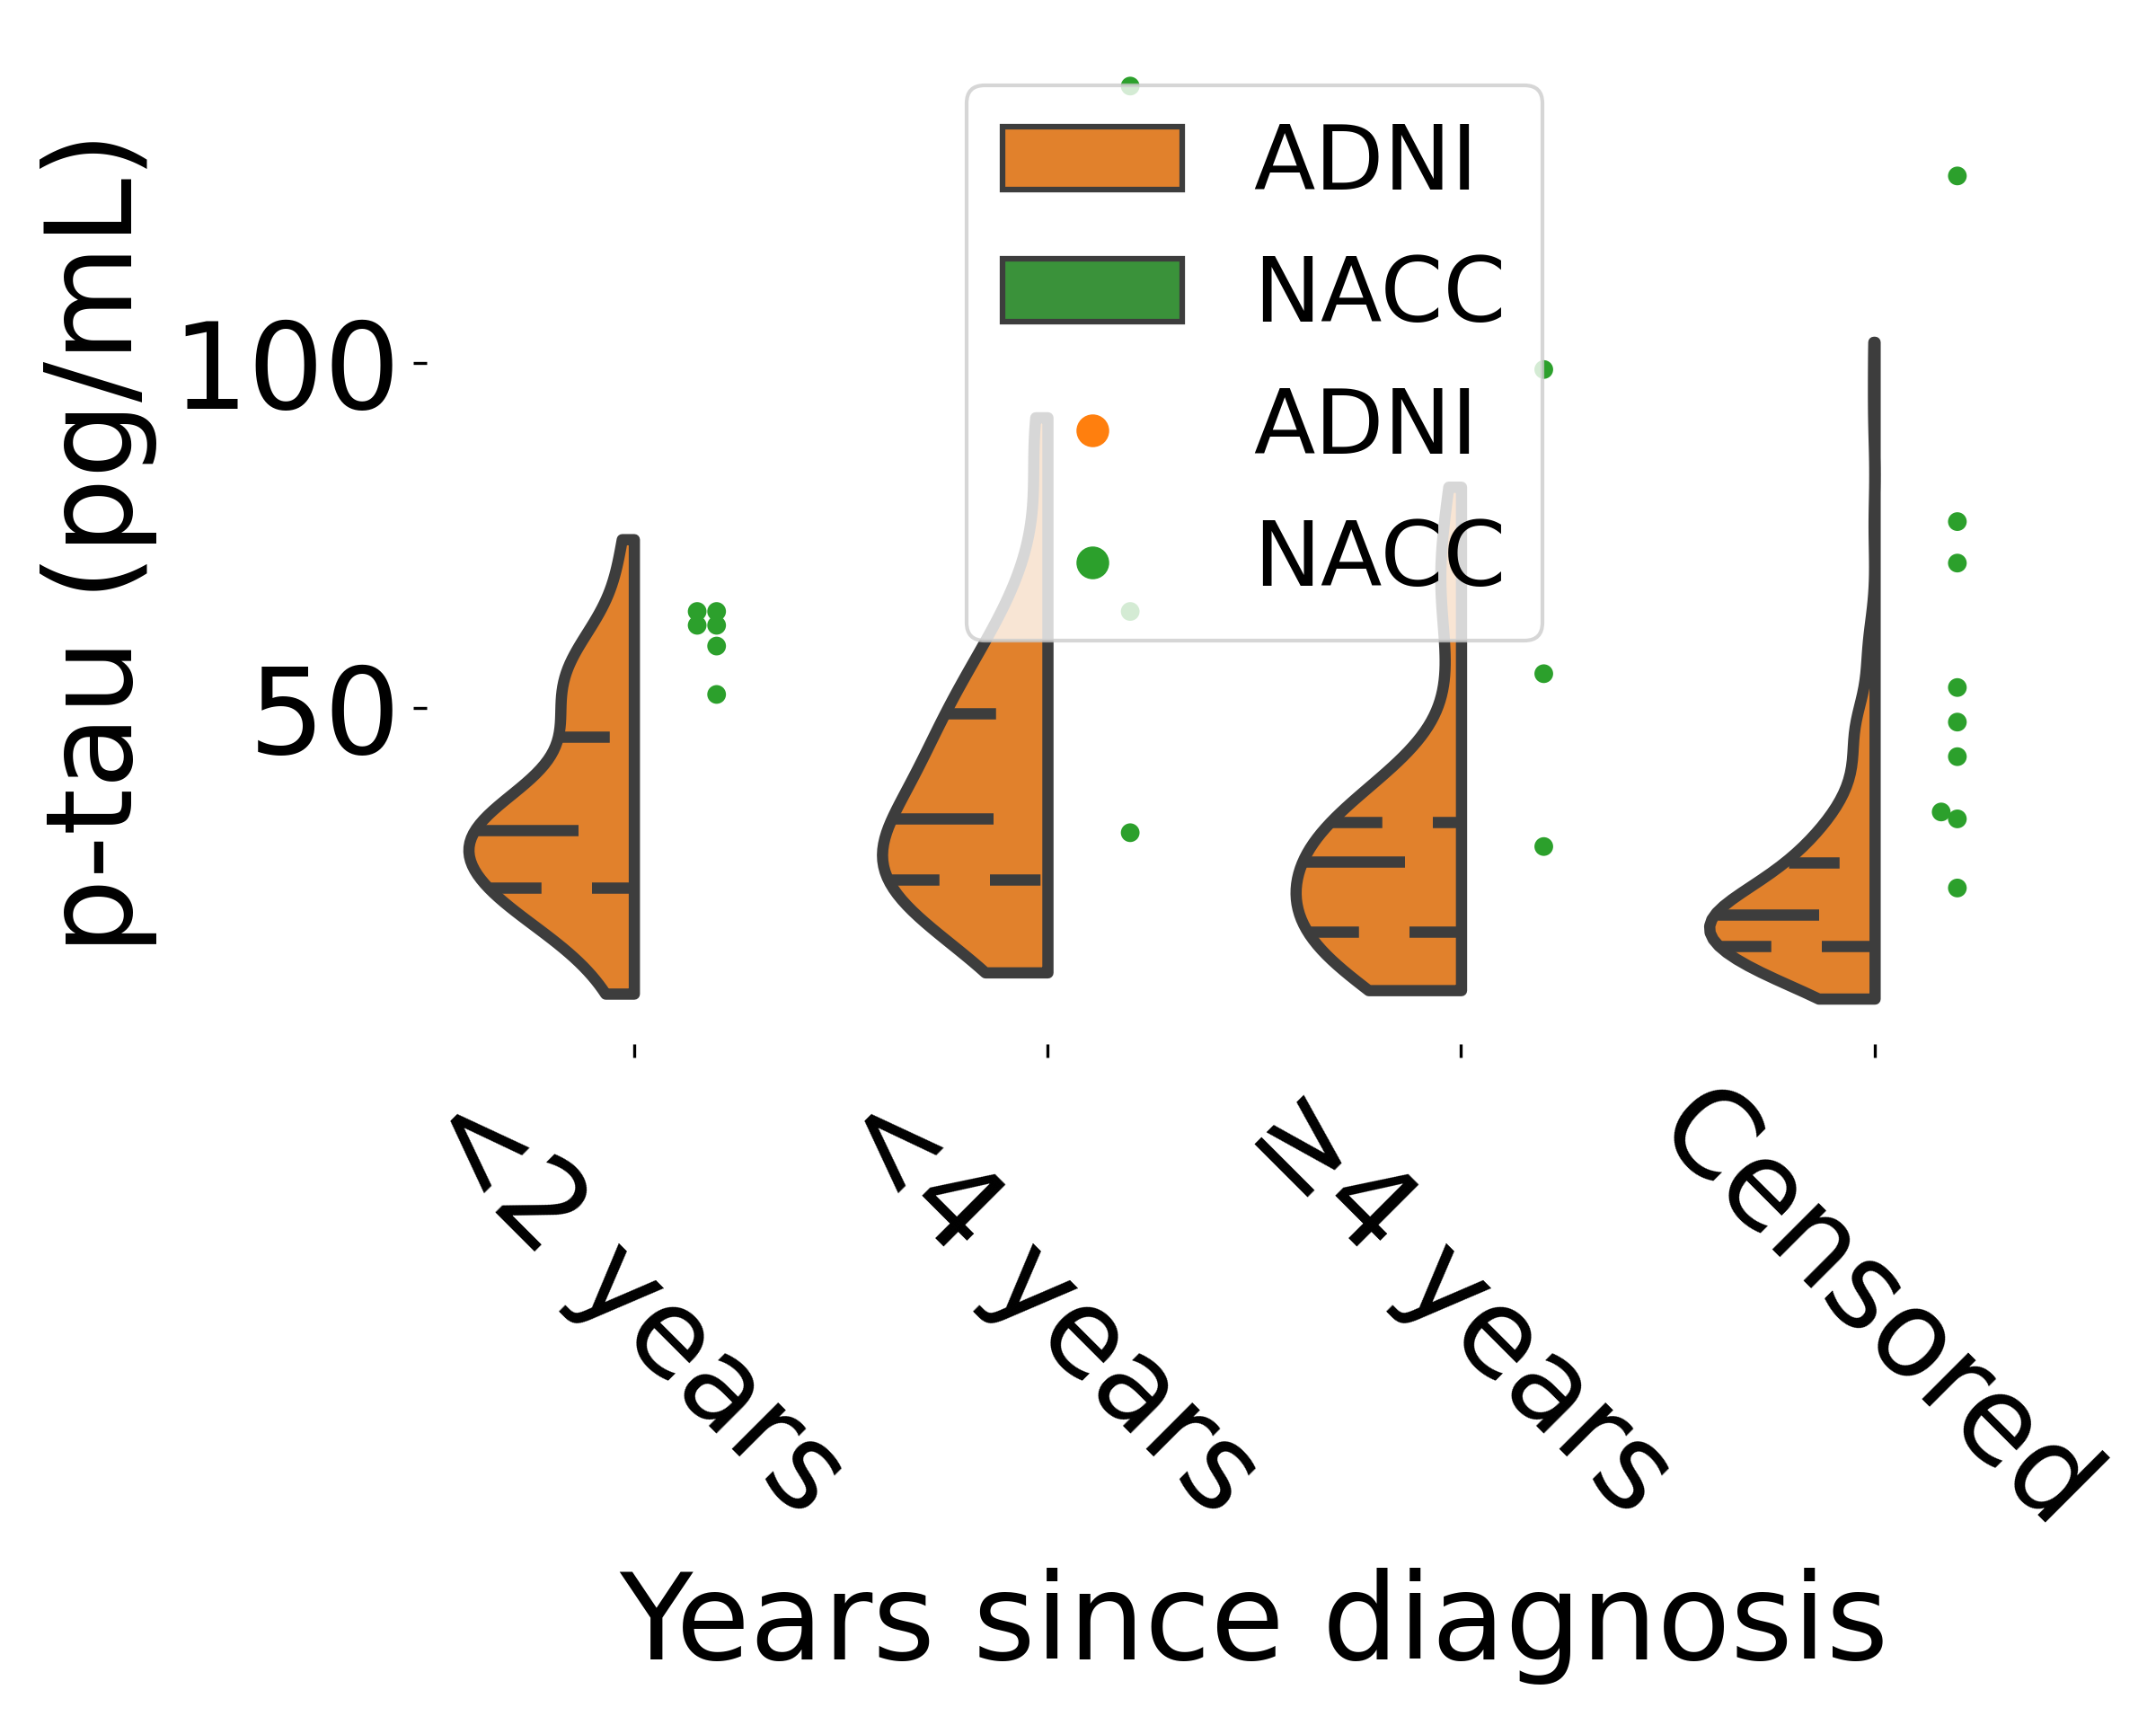 p-tau (pg/mL)
100
50
ADNI
NACC
ADNI
NACC
<2 years
<4 years
≥4 years
Censored
Years since diagnosis